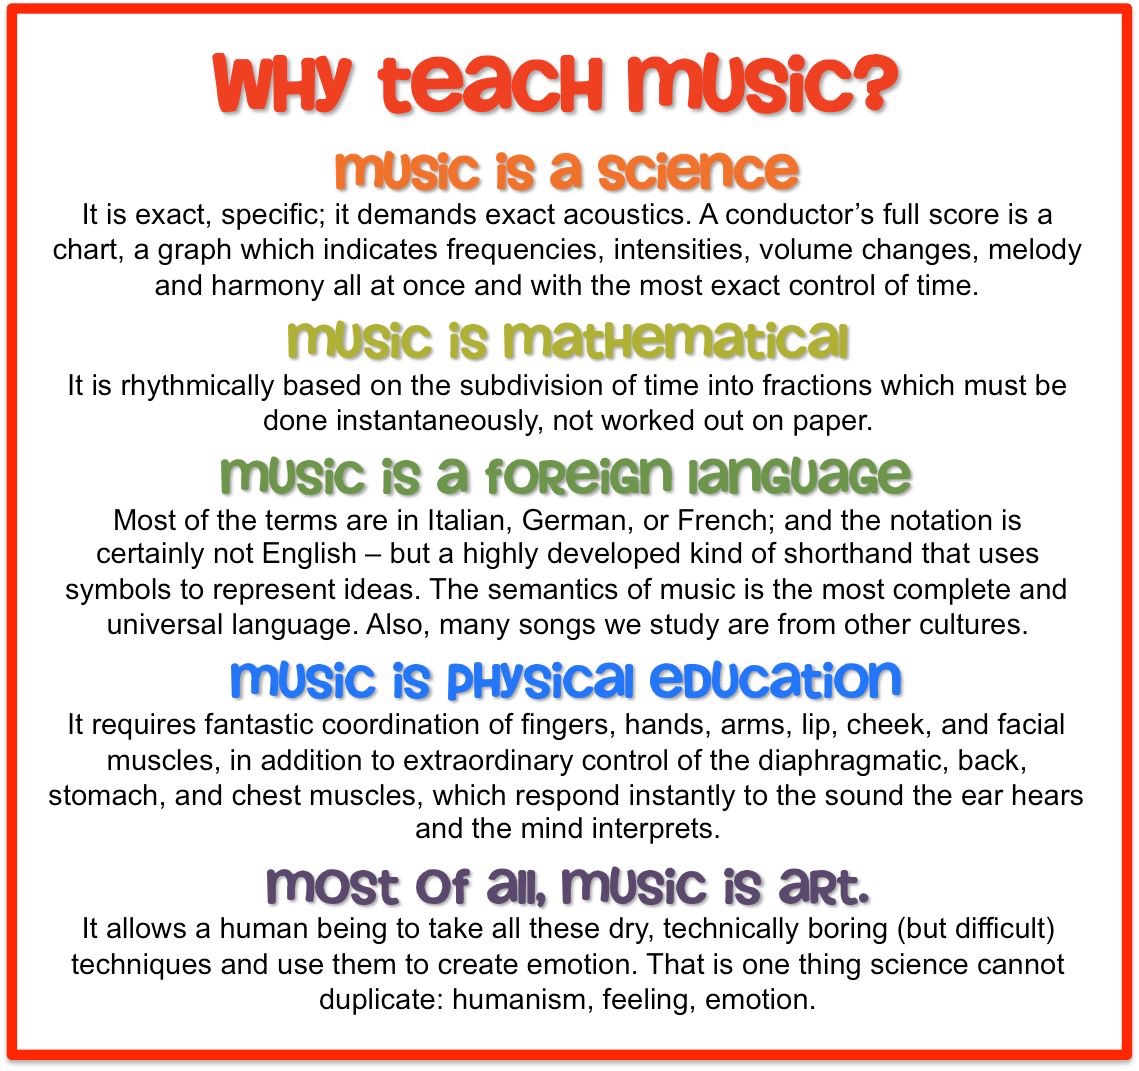 WHY teacH music?
music is a science
It is exact, specific; it demands exact acoustics. A conductor’s full score is a
chart, a graph which indicates frequencies, intensities, volume changes, melody
and harmony all at once and with the most exact control of time.
music is matHematical
It is rhythmically based on the subdivision of time into fractions which must be
done instantaneously, not worked out on paper.
music is a foreign language
Most of the terms are in Italian, German, or French; and the notation is
certainly not English – but a highly developed kind of shorthand that uses
symbols to represent ideas. The semantics of music is the most complete and
universal language. Also, many songs we study are from other cultures.
music is pHysical education
It requires fantastic coordination of fingers, hands, arms, lip, cheek, and facial
muscles, in addition to extraordinary control of the diaphragmatic, back,
stomach, and chest muscles, which respond instantly to the sound the ear hears
and the mind interprets.
most of all, music is art.
It allows a human being to take all these dry, technically boring (but difficult)
techniques and use them to create emotion. That is one thing science cannot
duplicate: humanism, feeling, emotion.